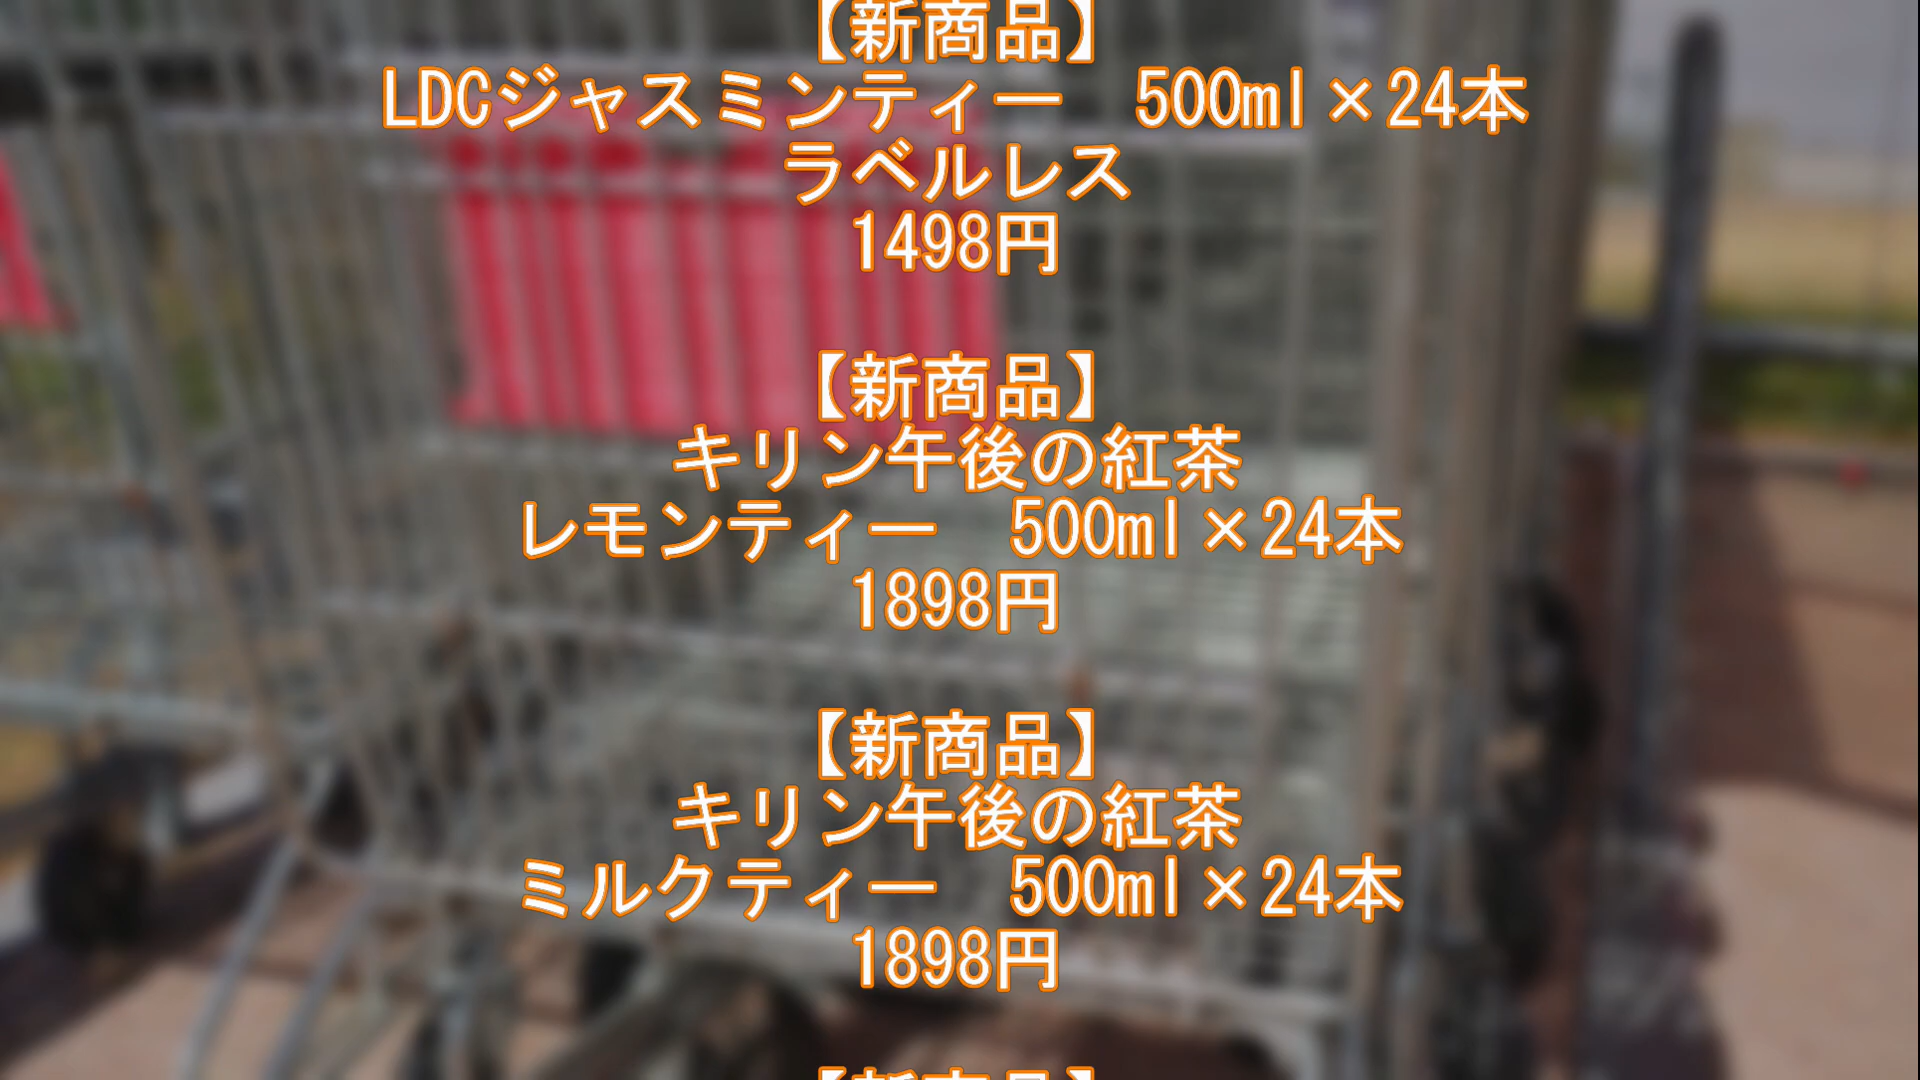 【新商品】
LDCジャスミンティー　500ml×24本
ラベルレス
1498円
【新商品】
キリン午後の紅茶
レモンティー　500ml×24本
1898円
【新商品】
キリン午後の紅茶
ミルクティー　500ml×24本
1898円
【新商品】